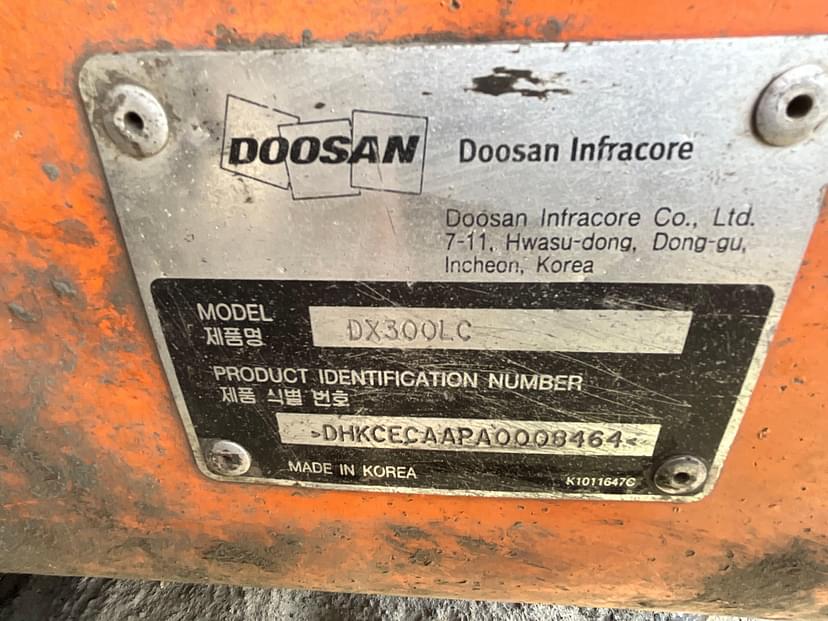 DOOSAN Doosan Infracore
Doosan Infracore Co., Ltd.
7-11, Hwasu-dong, Dong-gu,
Incheon, Korea
MODEL
제품명
DX300LC
PRODUCT IDENTIFICATION NUMBER
제품 식별 번호
>DHKCECAAPA0008464<
MADE IN KOREA
K1011647C